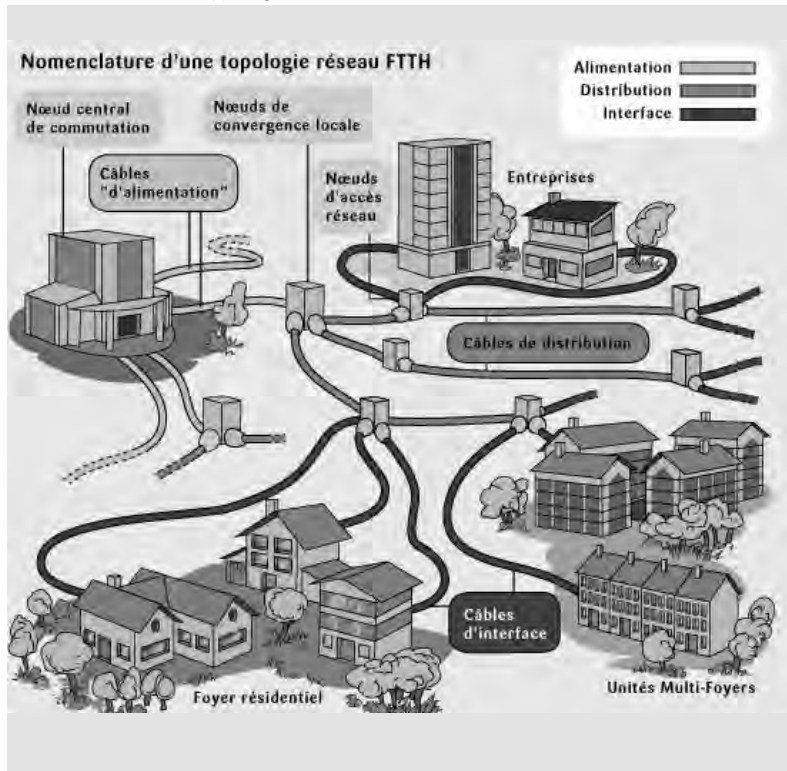 Nomenclature d'une topologie réseau FTTH
Alimentation
Distribution
Interface
Nœud central
de commutation
Nœuds de
convergence locale
Câbles
"d'alimentation"
Nœuds
d'accès
réseau
Entreprises
Câbles de distribution
Câbles
d'interface
Foyer résidentiel
Unités Multi-Foyers